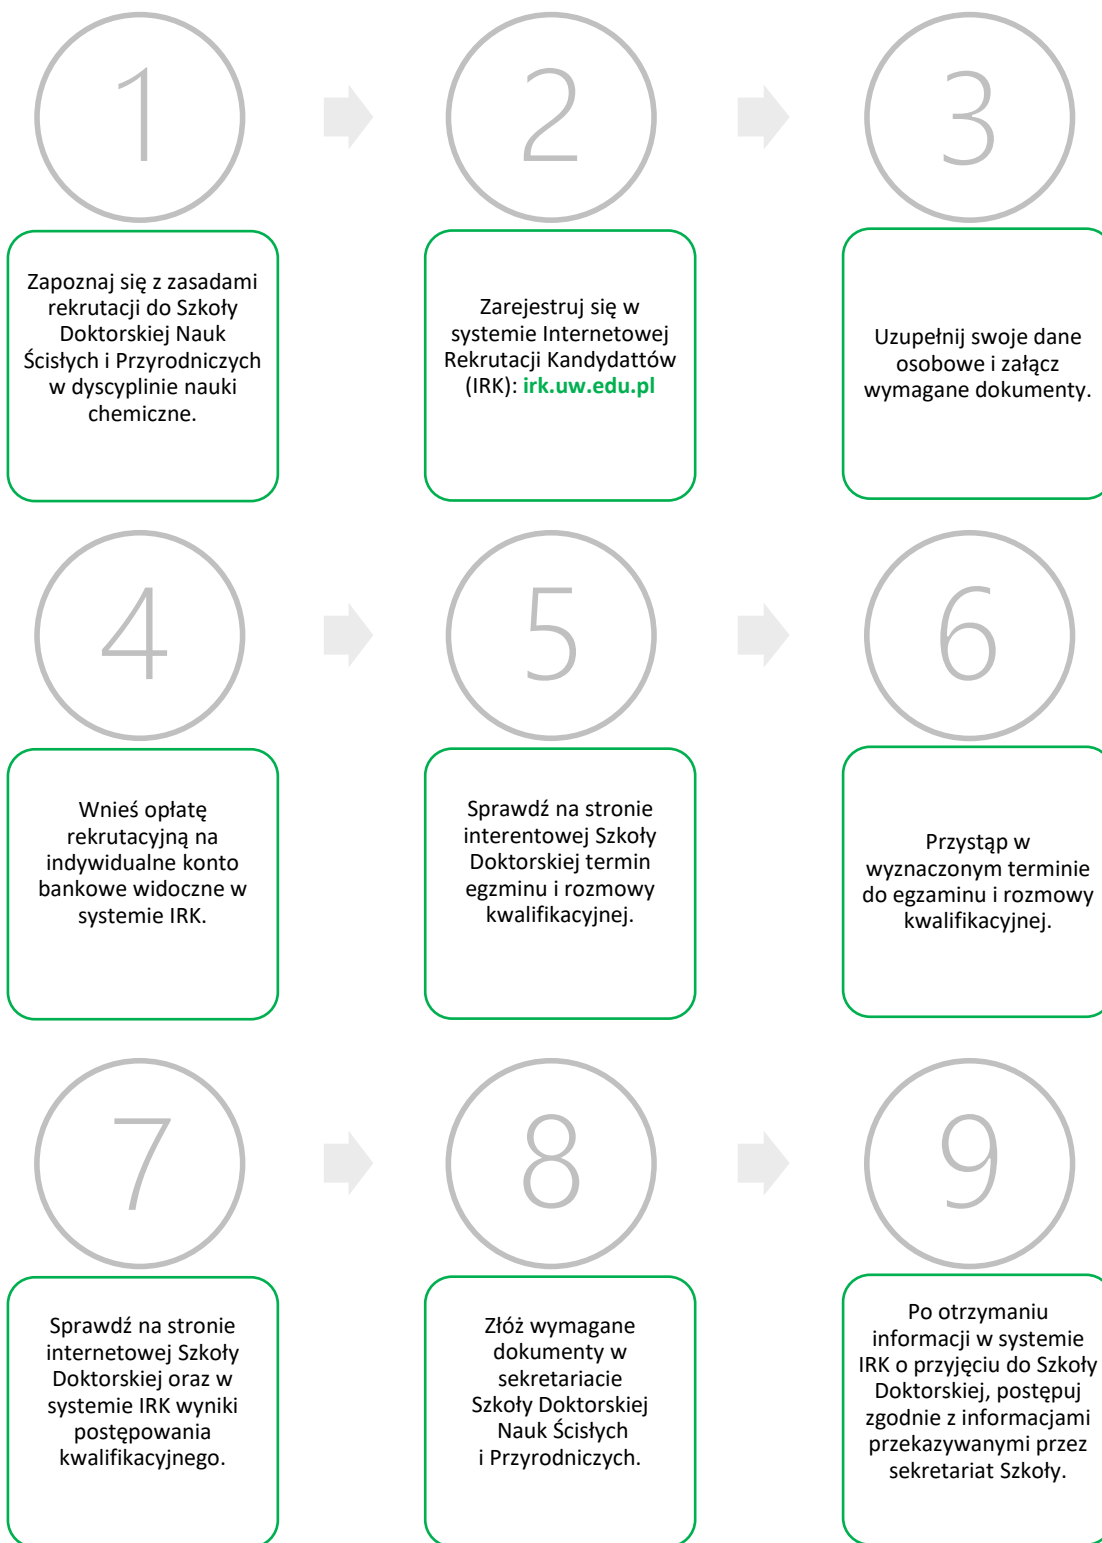 1
Zapoznaj się z zasadami
rekrutacji do Szkoły
Doktorskiej Nauk
Ścisłych i Przyrodniczych
w dyscyplinie nauki
chemiczne.
2
Zarejestruj się w
systemie Internetowej
Rekrutacji Kandydattów
(IRK): irk.uw.edu.pl
3
Uzupełnij swoje dane
osobowe i załącz
wymagane dokumenty.
4
Wnieś opłatę
rekrutacyjną na
indywidualne konto
bankowe widoczne w
systemie IRK.
5
Sprawdź na stronie
interentowej Szkoły
Doktorskiej termin
egzminu i rozmowy
kwalifikacyjnej.
6
Przystąp w
wyznaczonym terminie
do egzaminu i rozmowy
kwalifikacyjnej.
7
Sprawdź na stronie
internetowej Szkoły
Doktorskiej oraz w
systemie IRK wyniki
postępowania
kwalifikacyjnego.
8
Złóż wymagane
dokumenty w
sekretariacie
Szkoły Doktorskiej
Nauk Ścisłych
i Przyrodniczych.
9
Po otrzymaniu
informacji w systemie
IRK o przyjęciu do Szkoły
Doktorskiej, postępuj
zgodnie z informacjami
przekazywanymi przez
sekretariat Szkoły.